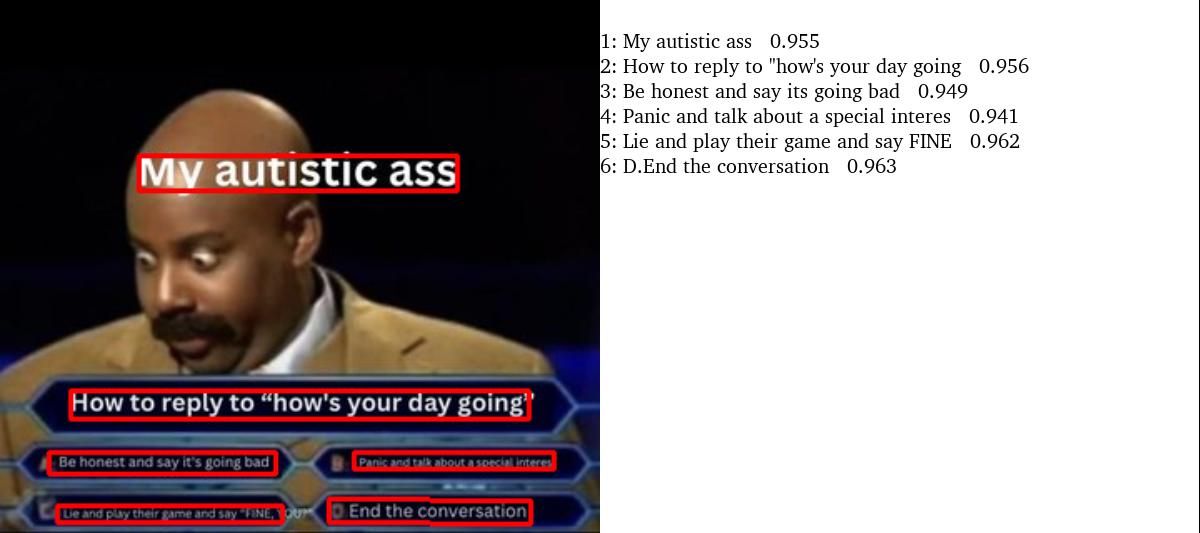 My autistic ass
How to reply to “how's your day going”
Be honest and say it's going bad
B Panic and talk about a special interes
Lie and play their game and say "FINE, YOU?"
D End the conversation
1: My autistic ass 0.955
2: How to reply to "how's your day going 0.956
3: Be honest and say its going bad 0.949
4: Panic and talk about a special interes 0.941
5: Lie and play their game and say FINE 0.962
6: D.End the conversation 0.963